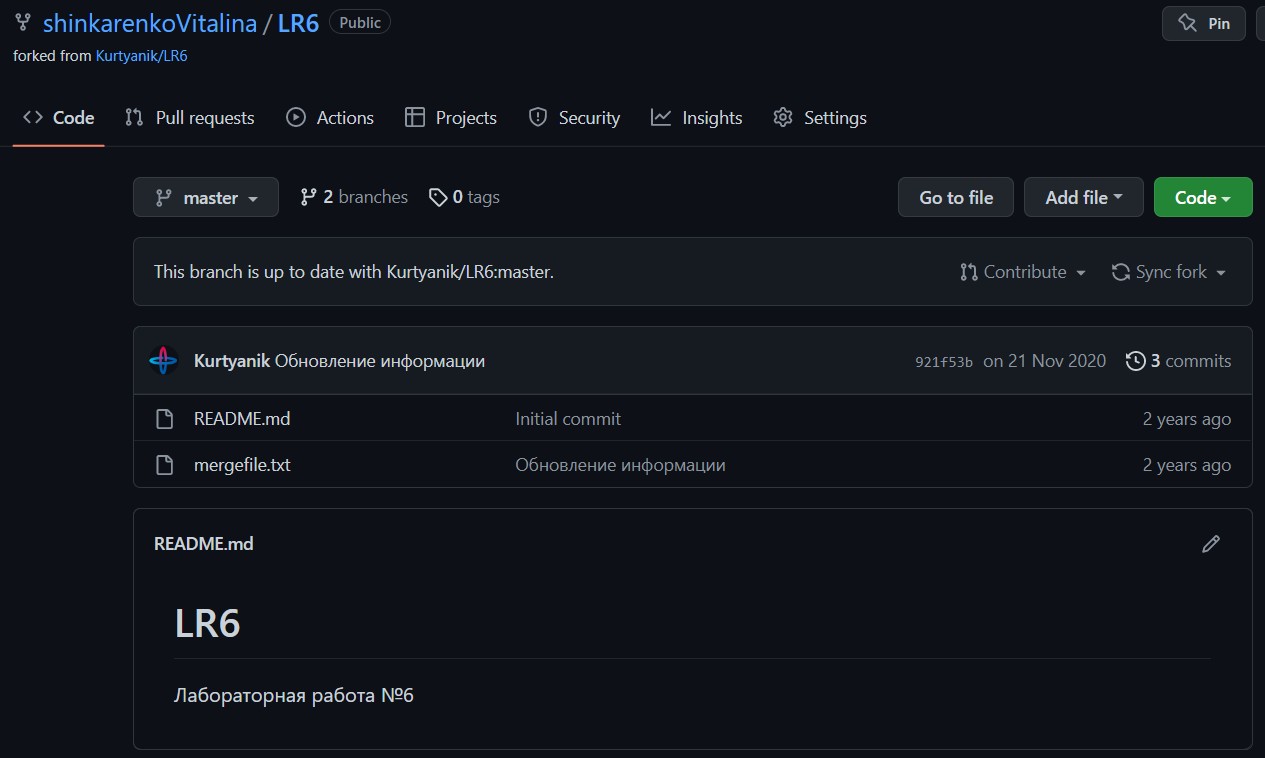 shinkarenkoVitalina / LR6 Public Pin
forked from Kurtyanik/LR6
Code Pull requests Actions Projects Security Insights Settings
master 2 branches 0 tags Go to file Add file Code
This branch is up to date with Kurtyanik/LR6:master. Contribute Sync fork
Kurtyanik Обновление информации 921f53b on 21 Nov 2020 3 commits
README.md Initial commit 2 years ago
mergefile.txt Обновление информации 2 years ago
README.md
LR6
Лабораторная работа №6